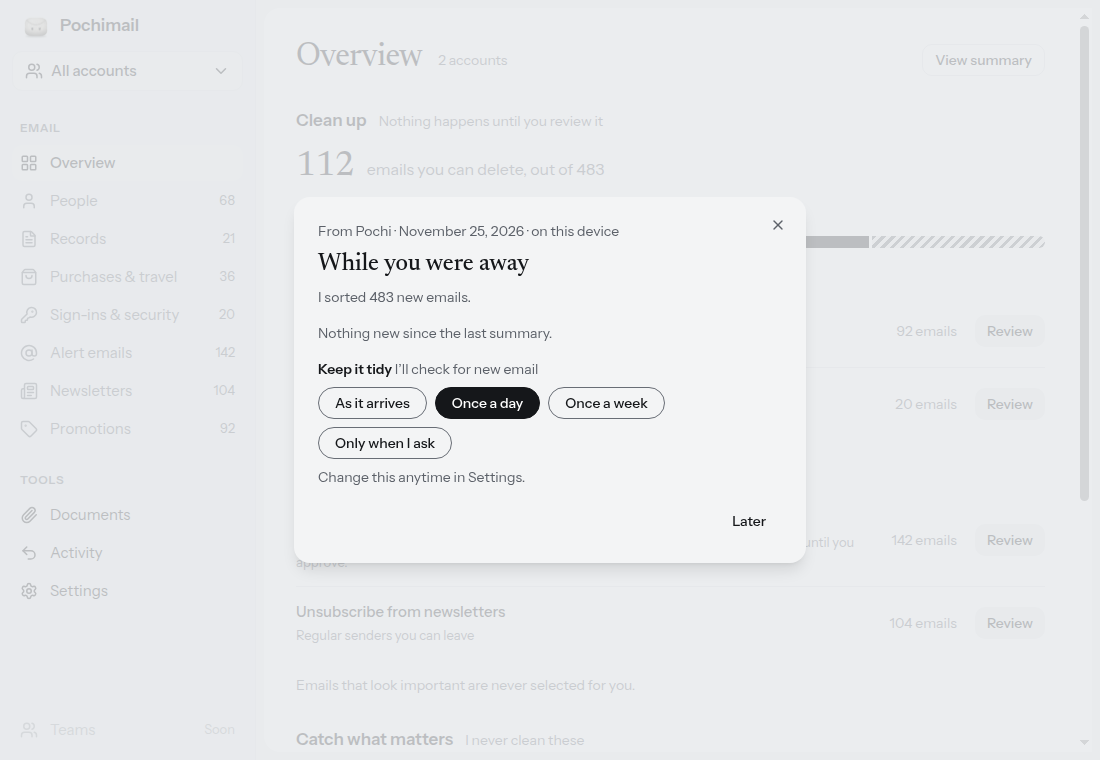 Pochimail
All accounts
EMAIL
Overview
People 68
Records 21
Purchases & travel 36
Sign-ins & security 20
Alert emails 142
Newsletters 104
Promotions 92
TOOLS
Documents
Activity
Settings
Teams Soon
Overview 2 accounts View summary
Clean up Nothing happens until you review it
112 emails you can delete, out of 483
From Pochi · November 25, 2026 · on this device
While you were away
I sorted 483 new emails.
Nothing new since the last summary.
Keep it tidy I'll check for new email
As it arrives Once a day Once a week
Only when I ask
Change this anytime in Settings.
Later
92 emails Review
20 emails Review
until you 142 emails Review
approve.
Unsubscribe from newsletters
Regular senders you can leave
104 emails Review
Emails that look important are never selected for you.
Catch what matters I never clean these